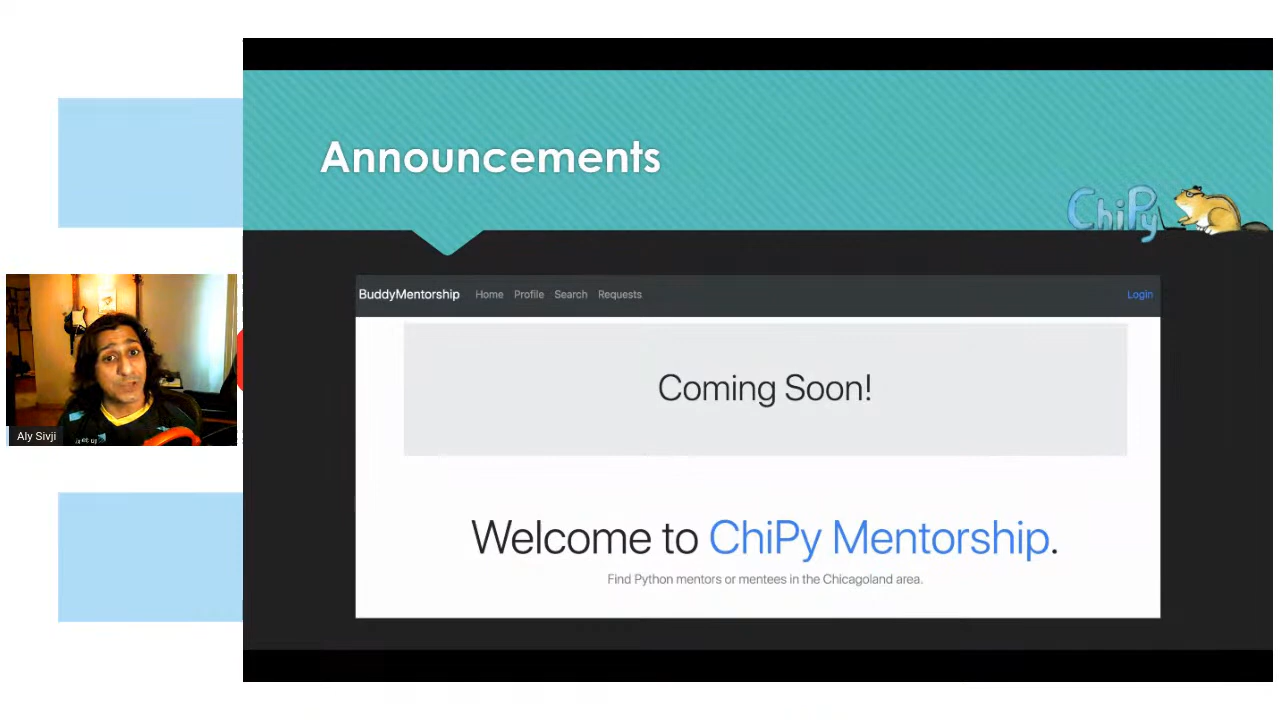 Announcements
ChiPy
BuddyMentorship Home Profile Search Requests Login
Coming Soon!
Welcome to ChiPy Mentorship.
Find Python mentors or mentees in the Chicagoland area.
Aly Sivji